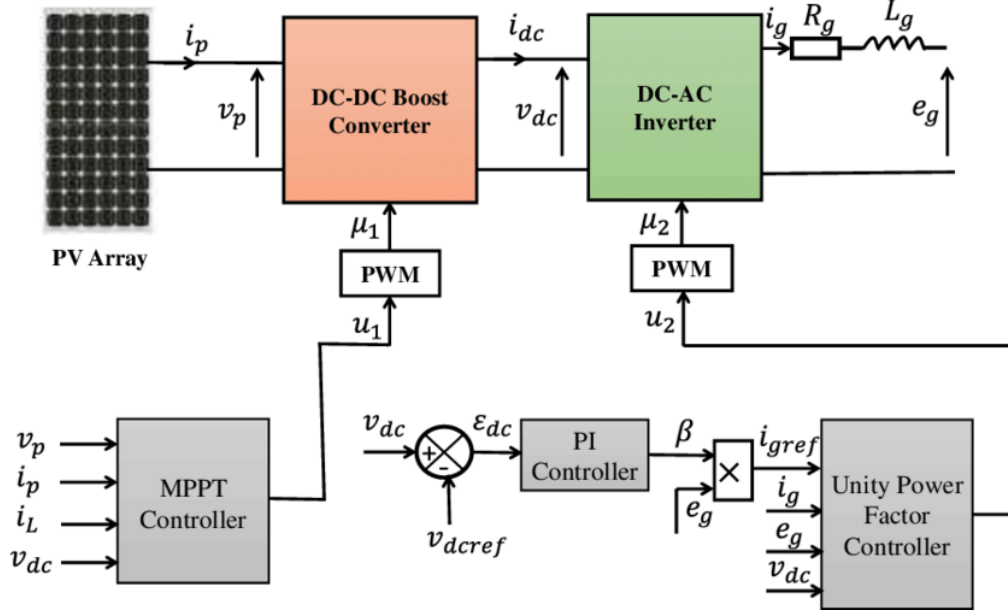 i_p
i_dc
i_g R_g L_g
v_p
DC-DC Boost
Converter
v_dc
DC-AC
Inverter
e_g
PV Array
μ_1
μ_2
PWM
PWM
u_1
u_2
v_p
i_p
i_L
v_dc
MPPT
Controller
v_dc
+
-
ε_dc
v_dcref
PI
Controller
β
×
e_g
i_gref
i_g
e_g
v_dc
Unity Power
Factor
Controller